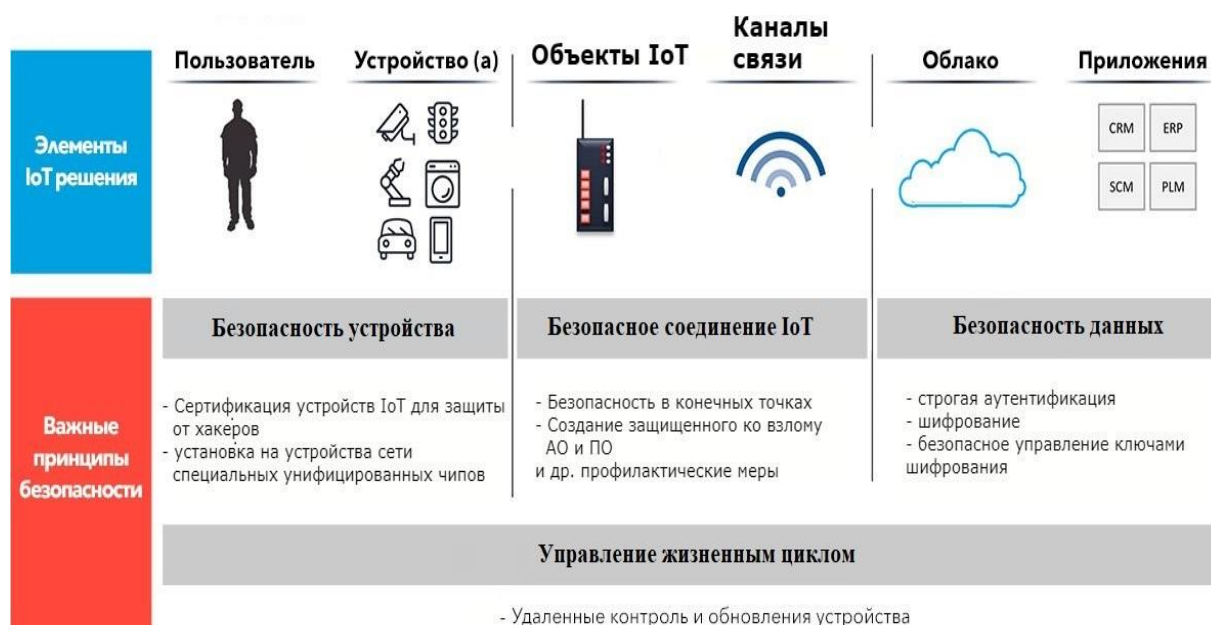 Пользователь
Устройство (а)
Объекты IoT
Каналы
связи
Облако
Приложения
Элементы
IoT решения
CRM
ERP
SCM
PLM
Безопасность устройства
Безопасное соединение IoT
Безопасность данных
Важные
принципы
безопасности
- Сертификация устройств IoT для защиты
от хакеров
- установка на устройства сети
специальных унифицированных чипов
- Безопасность в конечных точках
- Создание защищенного ко взлому
АО и ПО
и др. профилактические меры
- строгая аутентификация
- шифрование
- безопасное управление ключами
шифрования
Управление жизненным циклом
- Удаленные контроль и обновления устройства